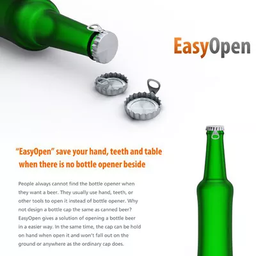 EasyOpen
“EasyOpen” save your hand, teeth and table
when there is no bottle opener beside
People always cannot find the bottle opener when
they want a beer. They usually use hand, teeth, or
other tools to open it instead of bottle opener. Why
not design a bottle cap the same as canned beer?
EasyOpen gives a solution of opening a bottle beer
in a easier way. In the same time, the cap can be hold
on hand when open it and won't fall out on the
ground or anywhere as the ordinary cap does.